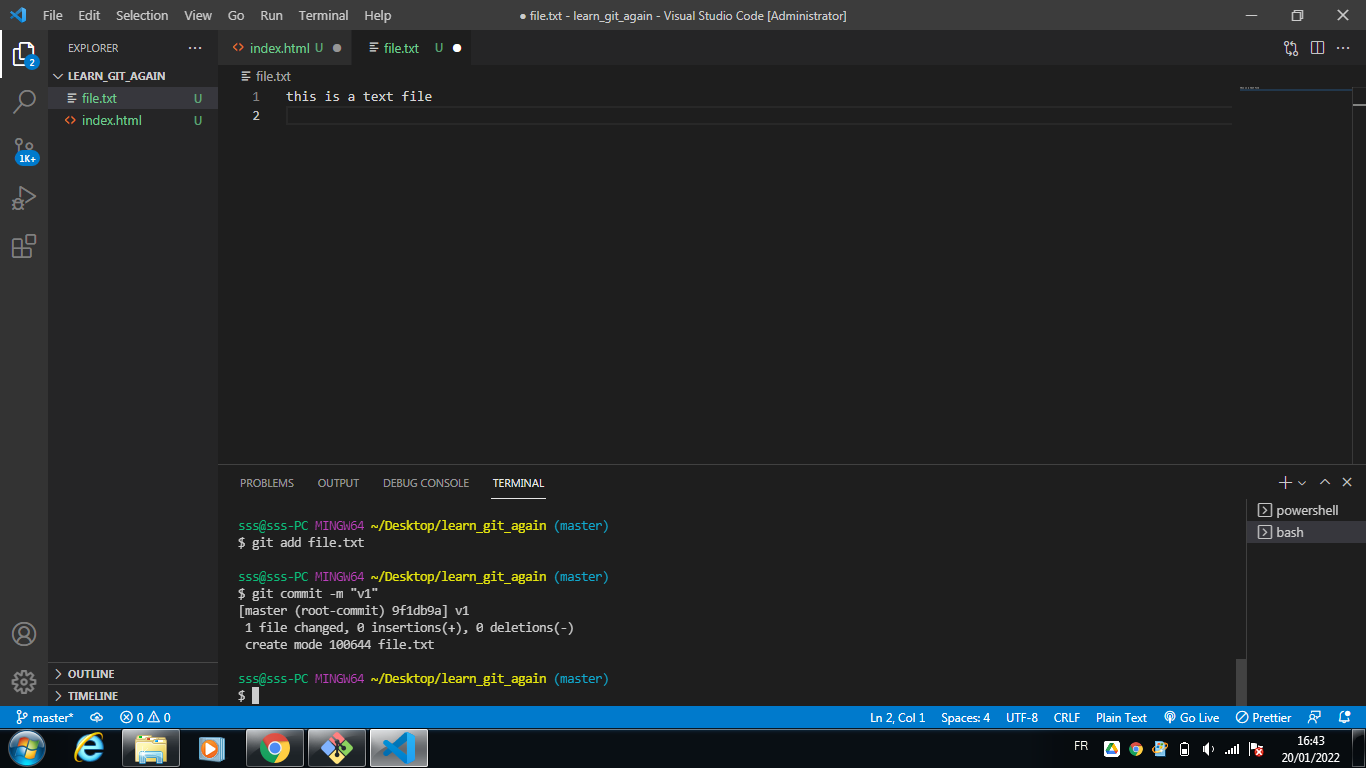 File Edit Selection View Go Run Terminal Help ● file.txt - learn_git_again - Visual Studio Code [Administrator]
EXPLORER ···
index.html U ●
file.txt U ●
2
LEARN_GIT_AGAIN
file.txt
file.txt U
1 this is a text file
index.html U
2
1K+
PROBLEMS OUTPUT DEBUG CONSOLE TERMINAL
powershell
bash
sss@sss-PC MINGW64 ~/Desktop/learn_git_again (master)
$ git add file.txt
sss@sss-PC MINGW64 ~/Desktop/learn_git_again (master)
$ git commit -m "v1"
[master (root-commit) 9f1db9a] v1
1 file changed, 0 insertions(+), 0 deletions(-)
create mode 100644 file.txt
sss@sss-PC MINGW64 ~/Desktop/learn_git_again (master)
$
OUTLINE
TIMELINE
master* 0 0 Ln 2, Col 1 Spaces: 4 UTF-8 CRLF Plain Text Go Live Prettier
FR
16:43
20/01/2022